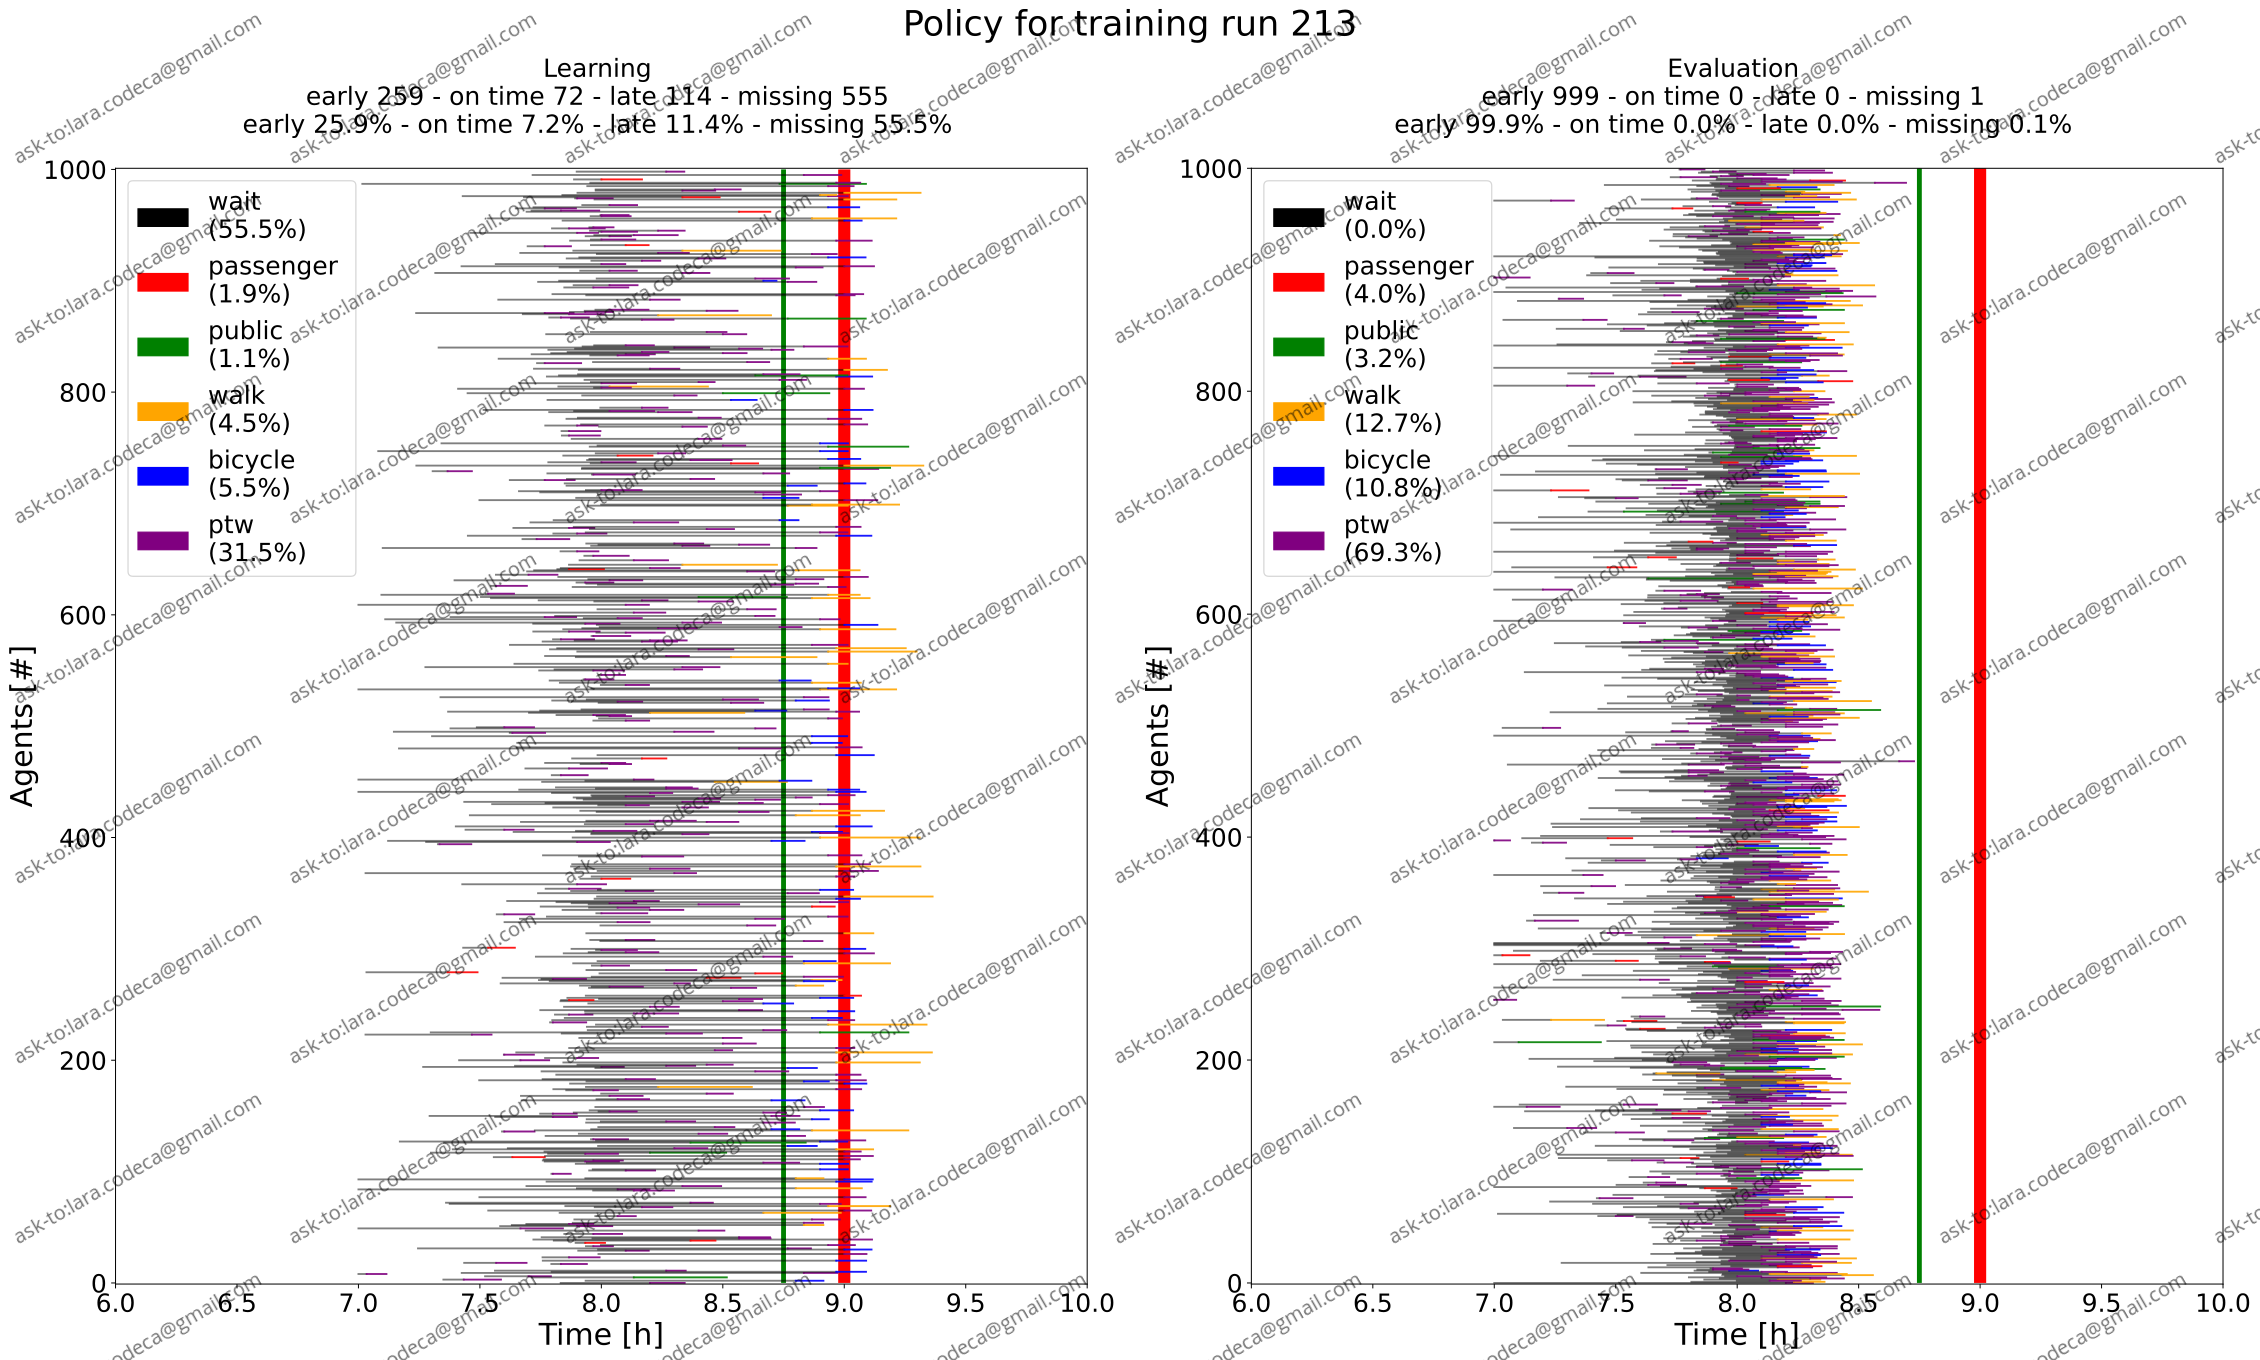 Policy for training run 213
Learning
early 259 - on time 72 - late 114 - missing 555
early 25.9% - on time 7.2% - late 11.4% - missing 55.5%
1000
800
600
400
200
0
Agents [#]
wait
(55.5%)
passenger
(1.9%)
public
(1.1%)
walk
(4.5%)
bicycle
(5.5%)
ptw
(31.5%)
6.0 6.5 7.0 7.5 8.0 8.5 9.0 9.5 10.0
Time [h]
Evaluation
early 999 - on time 0 - late 0 - missing 1
early 99.9% - on time 0.0% - late 0.0% - missing 0.1%
1000
800
600
400
200
0
Agents [#]
wait
(0.0%)
passenger
(4.0%)
public
(3.2%)
walk
(12.7%)
bicycle
(10.8%)
ptw
(69.3%)
6.0 6.5 7.0 7.5 8.0 8.5 9.0 9.5 10.0
Time [h]
ask-to:lara.codeca@gmail.com